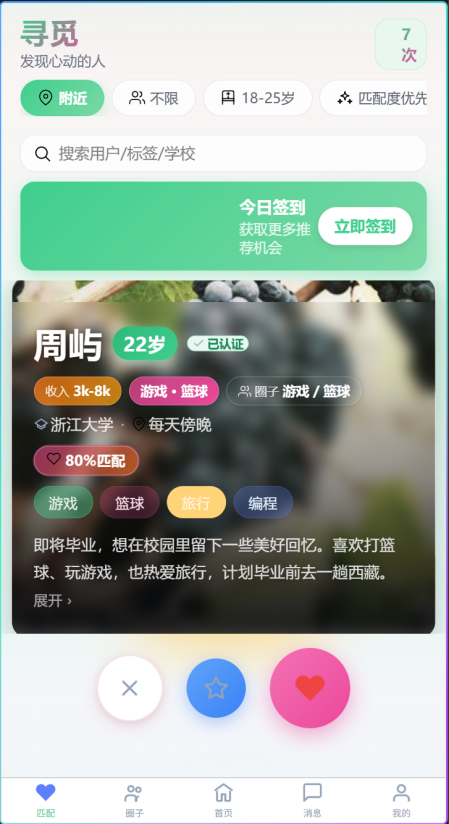 寻觅
发现心动的人
7
次
附近
不限
18-25岁
匹配度优先
搜索用户/标签/学校
今日签到
获取更多推
荐机会
立即签到
周屿 22岁 已认证
收入 3k-8k 游戏·篮球 圈子 游戏 / 篮球
浙江大学 · 每天傍晚
80%匹配
游戏 篮球 旅行 编程
即将毕业，想在校园里留下一些美好回忆。喜欢打篮
球、玩游戏，也热爱旅行，计划毕业前去一趟西藏。
展开 ›
匹配 圈子 首页 消息 我的